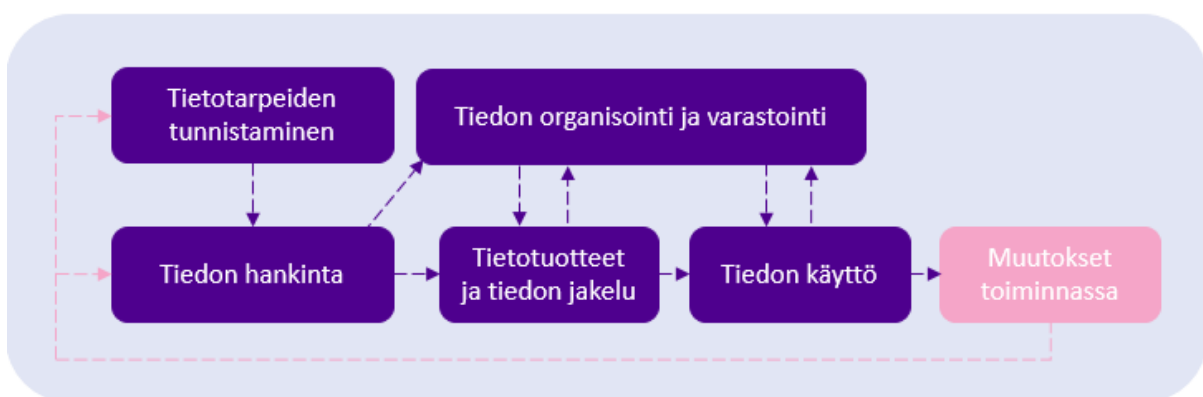 Tietotarpeiden
tunnistaminen
Tiedon organisointi ja varastointi
Tiedon hankinta
Tietotuotteet
ja tiedon jakelu
Tiedon käyttö
Muutokset
toiminnassa